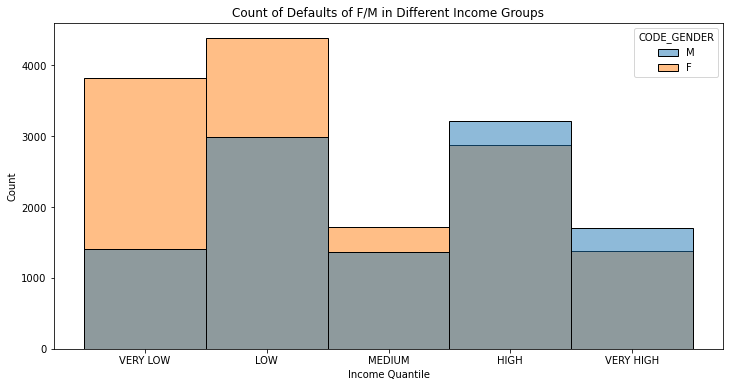 Count of Defaults of F/M in Different Income Groups
CODE_GENDER
M
F
4000
3000
2000
1000
0
Count
VERY LOW
LOW
MEDIUM
HIGH
VERY HIGH
Income Quantile